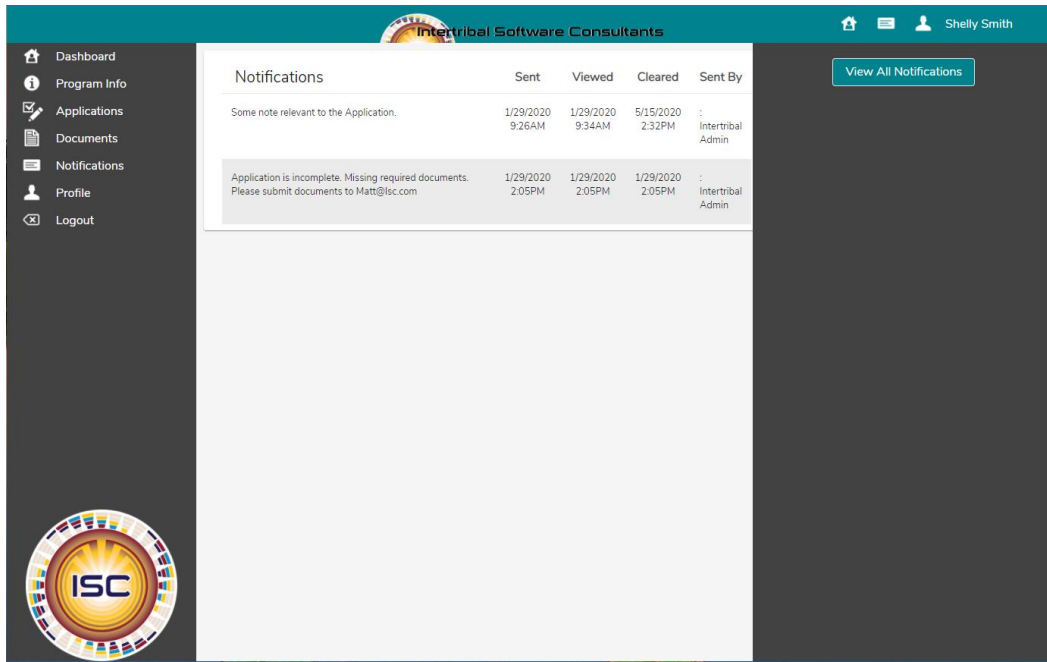 Intertribal Software Consultants
Shelly Smith
Dashboard
Program Info
Applications
Documents
Notifications
Profile
Logout
Notifications Sent Viewed Cleared Sent By
Some note relevant to the Application. 1/29/2020 1/29/2020 5/15/2020 :
9:26AM 9:34AM 2:32PM Intertribal
Admin
Application is incomplete. Missing required documents. 1/29/2020 1/29/2020 1/29/2020 :
Please submit documents to Matt@Isc.com 2:05PM 2:05PM 2:05PM Intertribal
Admin
View All Notifications
ISC